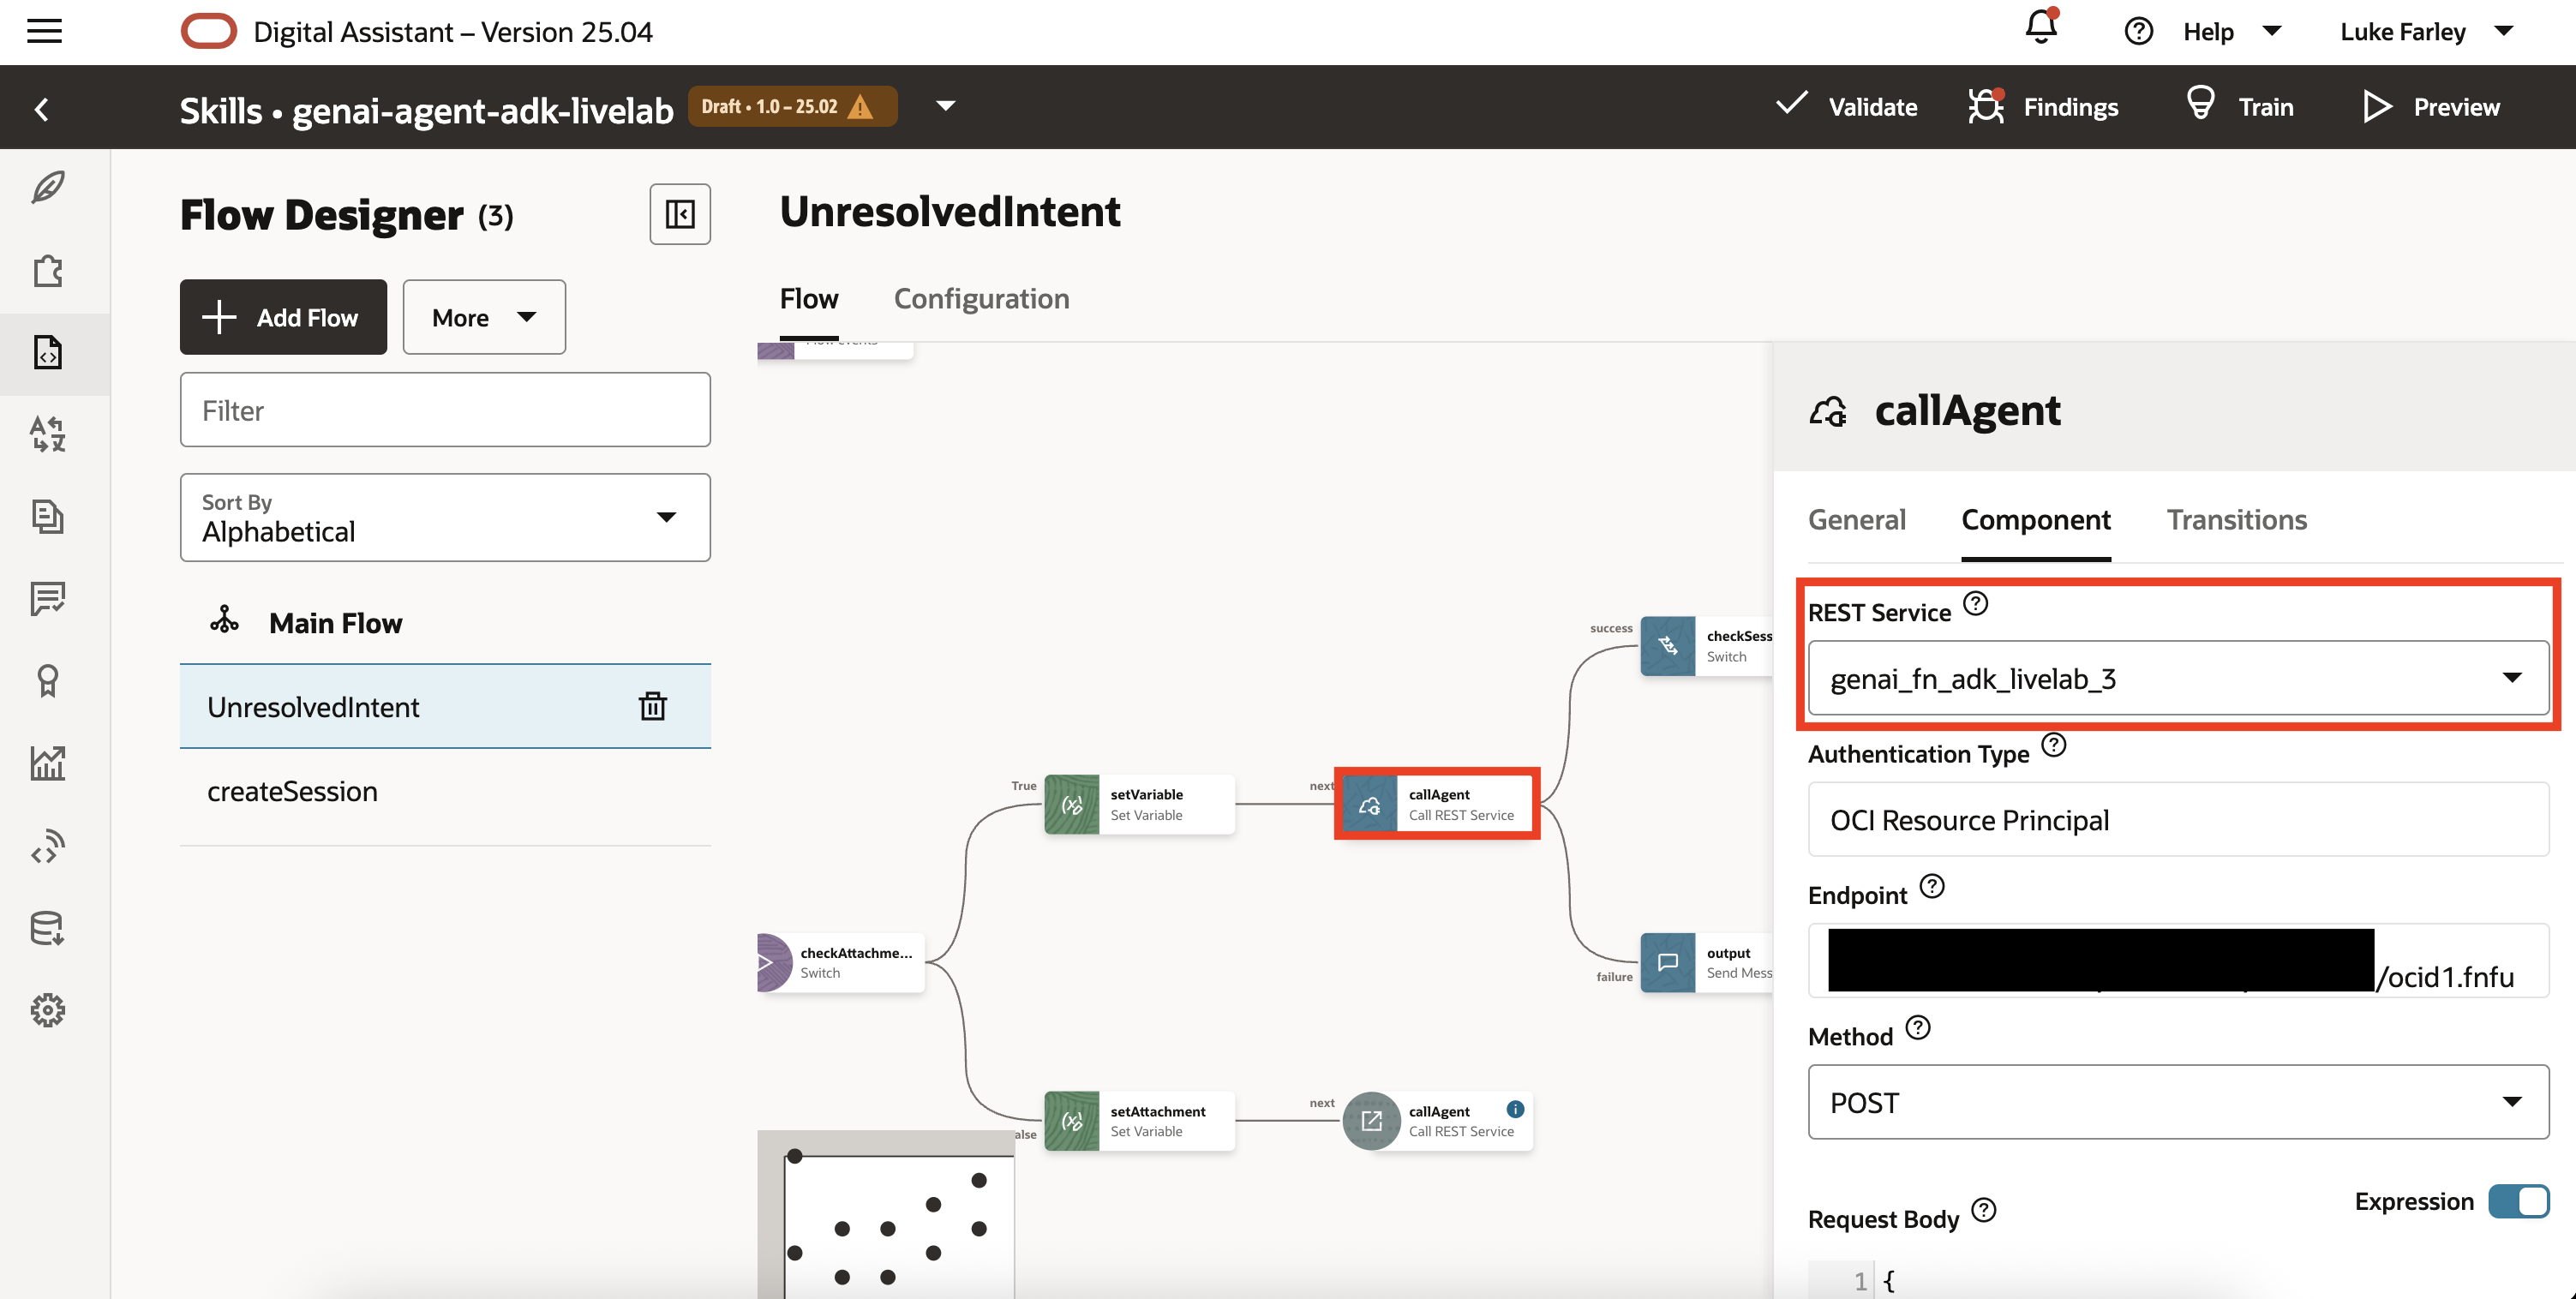 Digital Assistant – Version 25.04
Help
Luke Farley
Skills • genai-agent-adk-livelab
Draft • 1.0 – 25.02
Validate
Findings
Train
Preview
Flow Designer (3)
Add Flow
More
Filter
Sort By
Alphabetical
Main Flow
UnresolvedIntent
createSession
UnresolvedIntent
Flow
Configuration
success
checkSess
Switch
True
setVariable
Set Variable
next
callAgent
Call REST Service
checkAttachme...
Switch
failure
output
Send Mess
alse
setAttachment
Set Variable
next
callAgent
Call REST Service
callAgent
General
Component
Transitions
REST Service
genai_fn_adk_livelab_3
Authentication Type
OCI Resource Principal
Endpoint
/ocid1.fnfu
Method
POST
Request Body
Expression
1 {